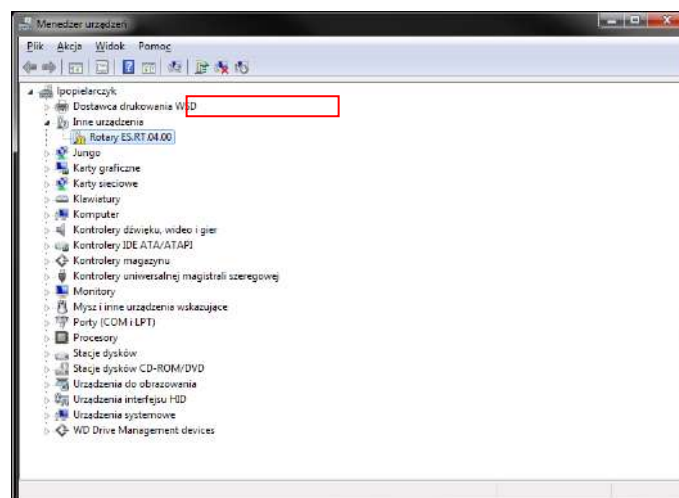 Menedżer urządzeń
Plik Akcja Widok Pomoc
lpopielarczyk
Dostawca drukowania WSD
Inne urządzenia
Rotary ES.RT.04.00
Jungo
Karty graficzne
Karty sieciowe
Klawiatury
Komputer
Kontrolery dźwięku, wideo i gier
Kontrolery IDE ATA/ATAPI
Kontrolery magazynu
Kontrolery uniwersalnej magistrali szeregowej
Monitory
Mysz i inne urządzenia wskazujące
Porty (COM i LPT)
Procesory
Stacje dysków
Stacje dysków CD-ROM/DVD
Urządzenia do obrazowania
Urządzenia interfejsu HID
Urządzenia systemowe
WD Drive Management devices